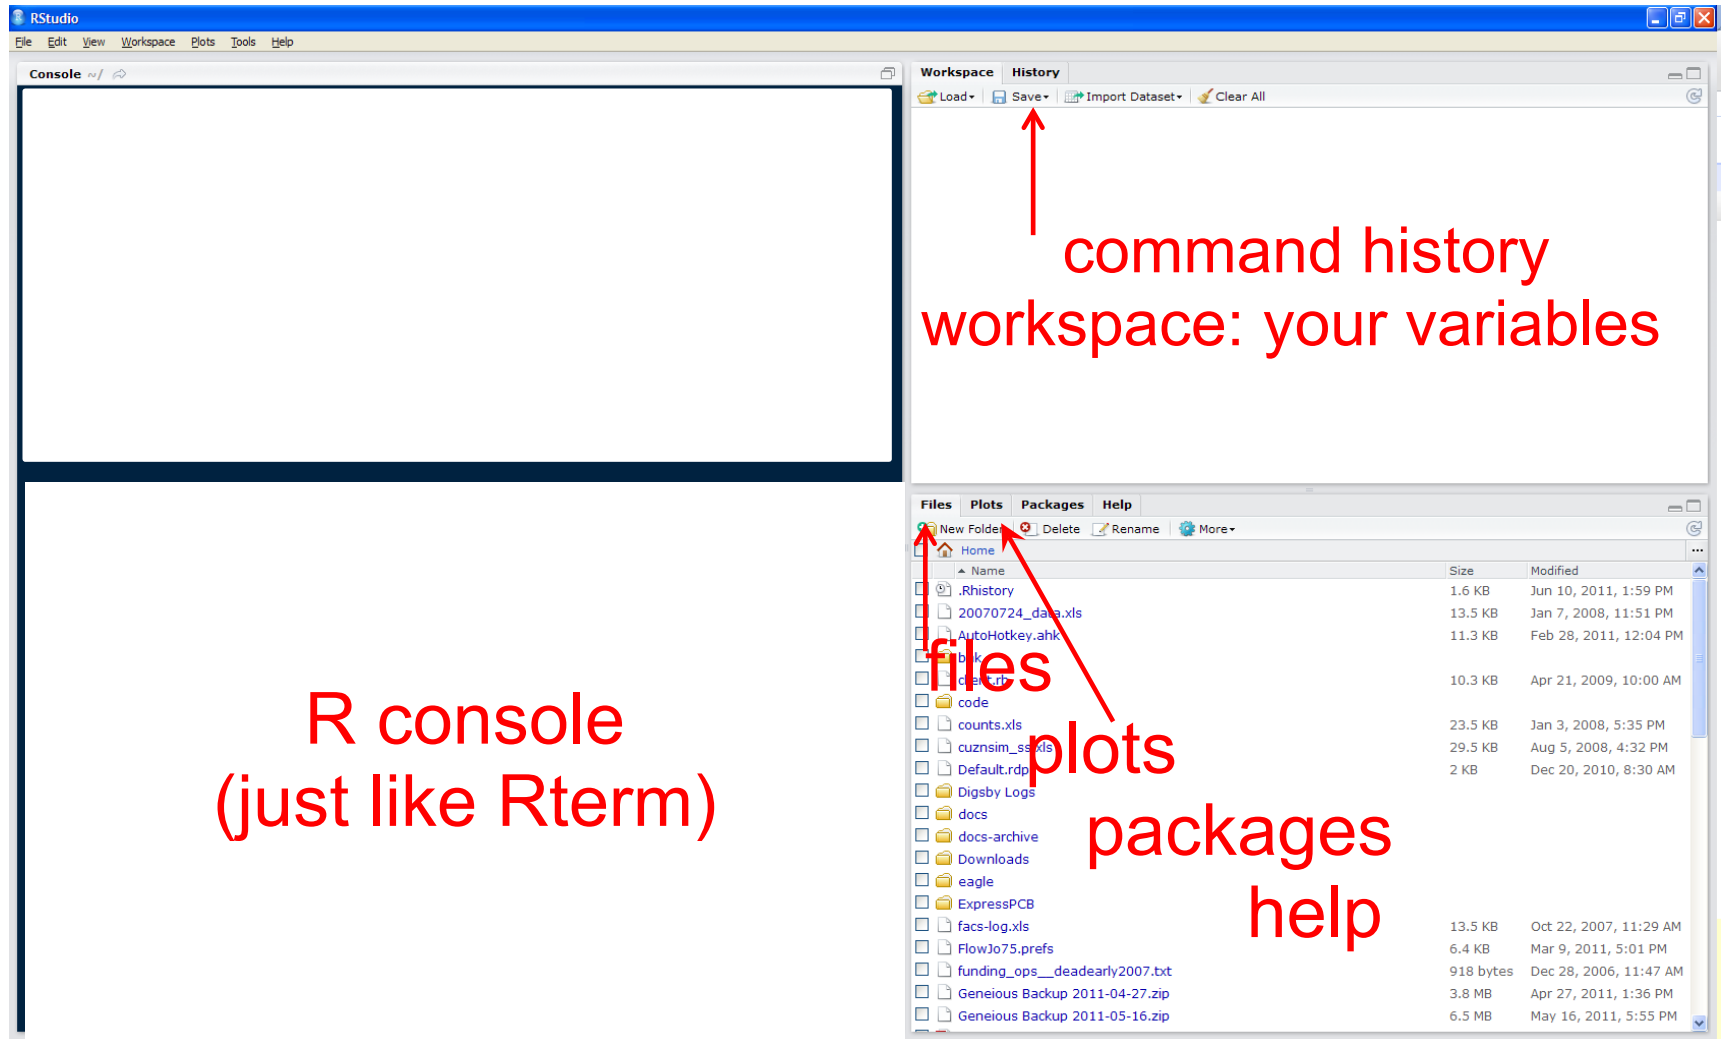 RStudio
File Edit View Workspace Plots Tools Help
Console ~/
Workspace History
Load Save Import Dataset Clear All
command history
workspace: your variables
R console
(just like Rterm)
Files Plots Packages Help
New Folder Delete Rename More
Home ...
Name Size Modified
.Rhistory 1.6 KB Jun 10, 2011, 1:59 PM
20070724_data.xls 13.5 KB Jan 7, 2008, 11:51 PM
AutoHotkey.ahk 11.3 KB Feb 28, 2011, 12:04 PM
files
client.rb 10.3 KB Apr 21, 2009, 10:00 AM
code
counts.xls 23.5 KB Jan 3, 2008, 5:35 PM
cuznsim_ss.xls 29.5 KB Aug 5, 2008, 4:32 PM
plots
Default.rdp 2 KB Dec 20, 2010, 8:30 AM
Digsby Logs
docs
docs-archive
packages
Downloads
eagle
ExpressPCB
help
facs-log.xls 13.5 KB Oct 22, 2007, 11:29 AM
FlowJo75.prefs 6.4 KB Mar 9, 2011, 5:01 PM
funding_ops__deadearly2007.txt 918 bytes Dec 28, 2006, 11:47 AM
Geneious Backup 2011-04-27.zip 3.8 MB Apr 27, 2011, 1:36 PM
Geneious Backup 2011-05-16.zip 6.5 MB May 16, 2011, 5:55 PM